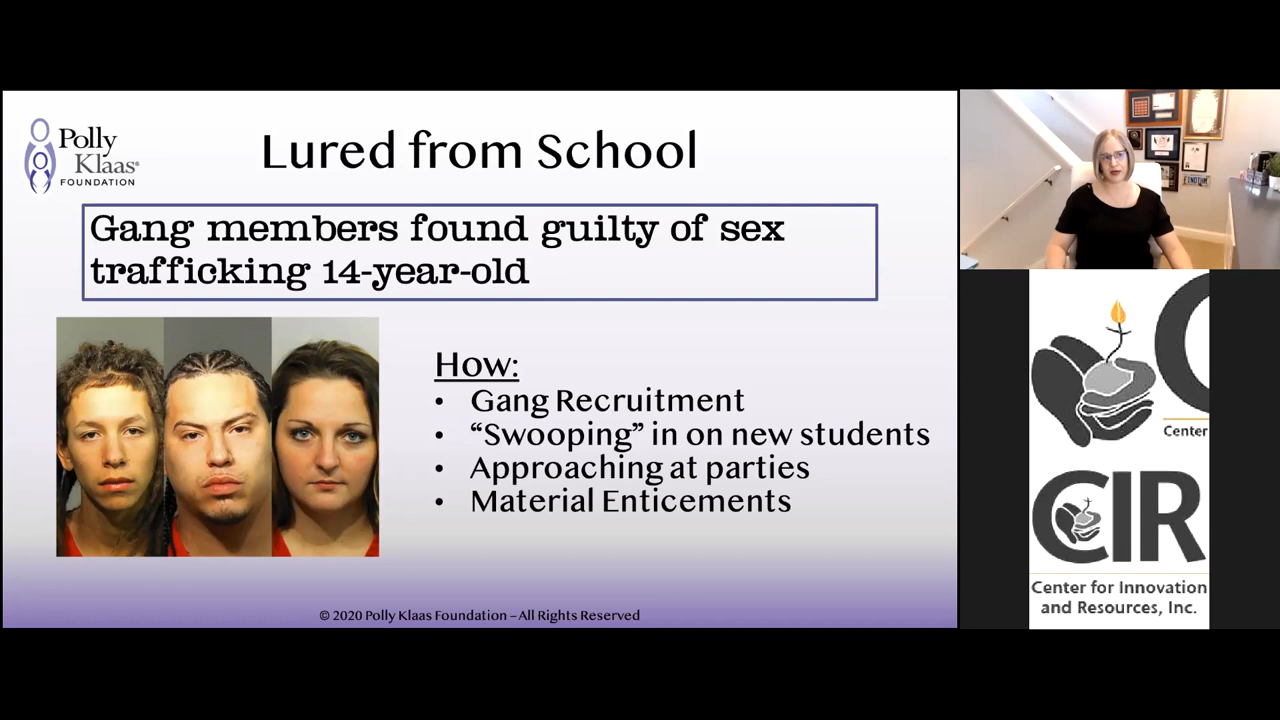 Polly
Klaas®
FOUNDATION
Lured from School
Gang members found guilty of sex
trafficking 14-year-old
How:
• Gang Recruitment
• “Swooping” in on new students
• Approaching at parties
• Material Enticements
© 2020 Polly Klaas Foundation – All Rights Reserved
Center
CIR
Center for Innovation
and Resources, Inc.